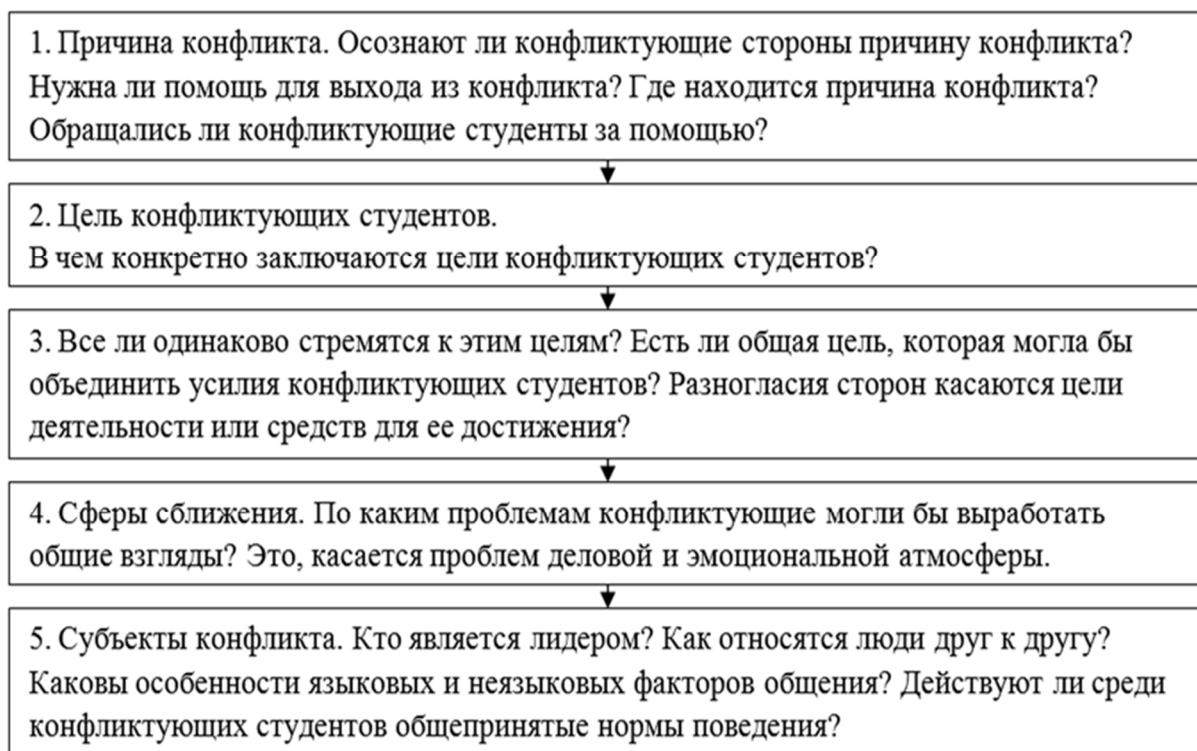 1. Причина конфликта. Осознают ли конфликтующие стороны причину конфликта?
Нужна ли помощь для выхода из конфликта? Где находится причина конфликта?
Обращались ли конфликтующие студенты за помощью?
2. Цель конфликтующих студентов.
В чем конкретно заключаются цели конфликтующих студентов?
3. Все ли одинаково стремятся к этим целям? Есть ли общая цель, которая могла бы
объединить усилия конфликтующих студентов? Разногласия сторон касаются цели
деятельности или средств для ее достижения?
4. Сферы сближения. По каким проблемам конфликтующие могли бы выработать
общие взгляды? Это, касается проблем деловой и эмоциональной атмосферы.
5. Субъекты конфликта. Кто является лидером? Как относятся люди друг к другу?
Каковы особенности языковых и неязыковых факторов общения? Действуют ли среди
конфликтующих студентов общепринятые нормы поведения?